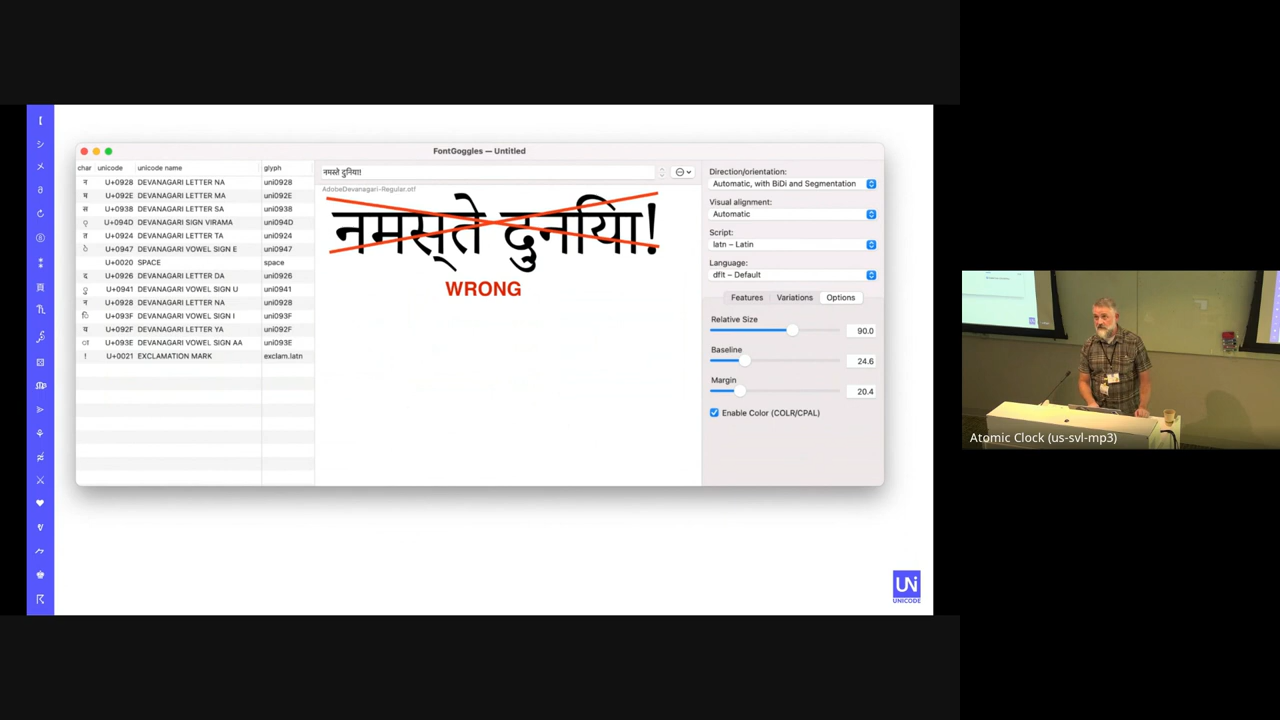 FontGoggles — Untitled
char unicode unicode name glyph
न U+0928 DEVANAGARI LETTER NA uni0928
म U+092E DEVANAGARI LETTER MA uni092E
स U+0938 DEVANAGARI LETTER SA uni0938
् U+094D DEVANAGARI SIGN VIRAMA uni094D
त U+0924 DEVANAGARI LETTER TA uni0924
े U+0947 DEVANAGARI VOWEL SIGN E uni0947
U+0020 SPACE space
द U+0926 DEVANAGARI LETTER DA uni0926
ु U+0941 DEVANAGARI VOWEL SIGN U uni0941
न U+0928 DEVANAGARI LETTER NA uni0928
ि U+093F DEVANAGARI VOWEL SIGN I uni093F
य U+092F DEVANAGARI LETTER YA uni092F
ा U+093E DEVANAGARI VOWEL SIGN AA uni093E
! U+0021 EXCLAMATION MARK exclam.latn
नमस्ते दुनिया!
AdobeDevanagari-Regular.otf
नमस्‌ते दुनयिा!
WRONG
Direction/orientation:
Automatic, with BiDi and Segmentation
Visual alignment:
Automatic
Script:
latn – Latin
Language:
dflt – Default
Features Variations Options
Relative Size
90.0
Baseline
24.6
Margin
20.4
Enable Color (COLR/CPAL)
UNi
UNICODE
Atomic Clock (us-svl-mp3)